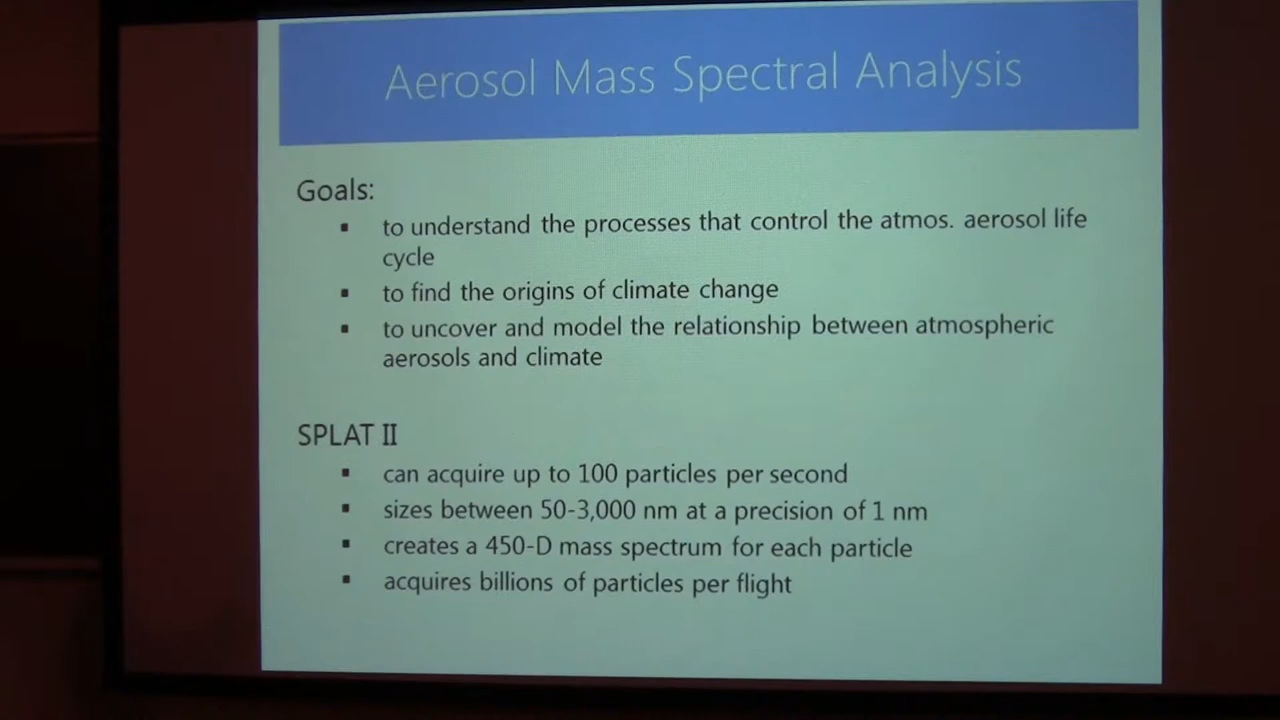 Aerosol Mass Spectral Analysis
Goals:
▪ to understand the processes that control the atmos. aerosol life
cycle
▪ to find the origins of climate change
▪ to uncover and model the relationship between atmospheric
aerosols and climate
SPLAT II
▪ can acquire up to 100 particles per second
▪ sizes between 50-3,000 nm at a precision of 1 nm
▪ creates a 450-D mass spectrum for each particle
▪ acquires billions of particles per flight